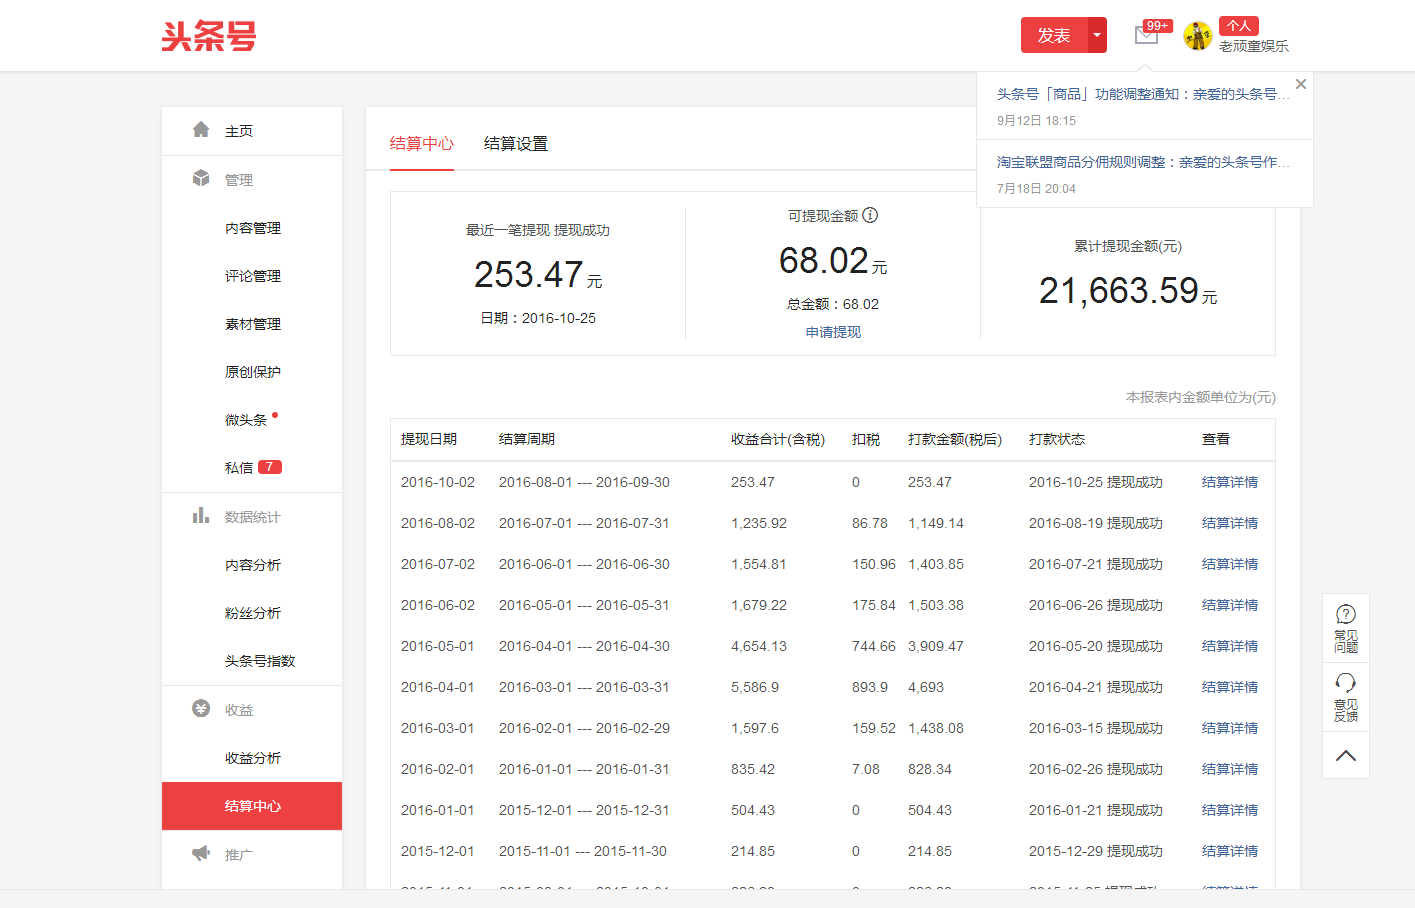 头条号
发表
99+
个人
老顽童娱乐
头条号「商品」功能调整通知：亲爱的头条号...
9月12日 18:15
淘宝联盟商品分佣规则调整：亲爱的头条号作...
7月18日 20:04
主页
管理
内容管理
评论管理
素材管理
原创保护
微头条
私信 7
数据统计
内容分析
粉丝分析
头条号指数
收益
收益分析
结算中心
推广
结算中心 结算设置
最近一笔提现 提现成功
253.47 元
日期：2016-10-25
可提现金额
68.02 元
总金额：68.02
申请提现
累计提现金额(元)
21,663.59 元
本报表内金额单位为(元)
提现日期 结算周期 收益合计(含税) 扣税 打款金额(税后) 打款状态 查看
2016-10-02 2016-08-01 --- 2016-09-30 253.47 0 253.47 2016-10-25 提现成功 结算详情
2016-08-02 2016-07-01 --- 2016-07-31 1,235.92 86.78 1,149.14 2016-08-19 提现成功 结算详情
2016-07-02 2016-06-01 --- 2016-06-30 1,554.81 150.96 1,403.85 2016-07-21 提现成功 结算详情
2016-06-02 2016-05-01 --- 2016-05-31 1,679.22 175.84 1,503.38 2016-06-26 提现成功 结算详情
2016-05-01 2016-04-01 --- 2016-04-30 4,654.13 744.66 3,909.47 2016-05-20 提现成功 结算详情
2016-04-01 2016-03-01 --- 2016-03-31 5,586.9 893.9 4,693 2016-04-21 提现成功 结算详情
2016-03-01 2016-02-01 --- 2016-02-29 1,597.6 159.52 1,438.08 2016-03-15 提现成功 结算详情
2016-02-01 2016-01-01 --- 2016-01-31 835.42 7.08 828.34 2016-02-26 提现成功 结算详情
2016-01-01 2015-12-01 --- 2015-12-31 504.43 0 504.43 2016-01-21 提现成功 结算详情
2015-12-01 2015-11-01 --- 2015-11-30 214.85 0 214.85 2015-12-29 提现成功 结算详情
常见
问题
意见
反馈